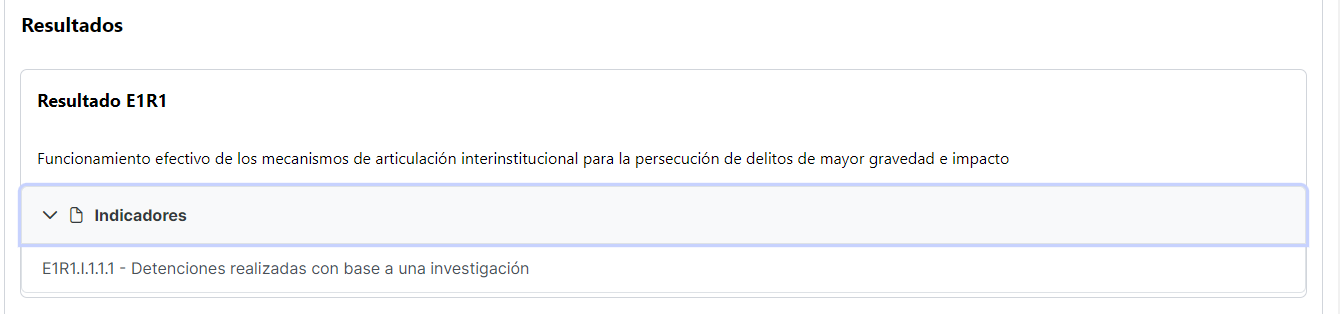 Resultados
Resultado E1R1
Funcionamiento efectivo de los mecanismos de articulación interinstitucional para la persecución de delitos de mayor gravedad e impacto
Indicadores
E1R1.I.1.1.1 - Detenciones realizadas con base a una investigación